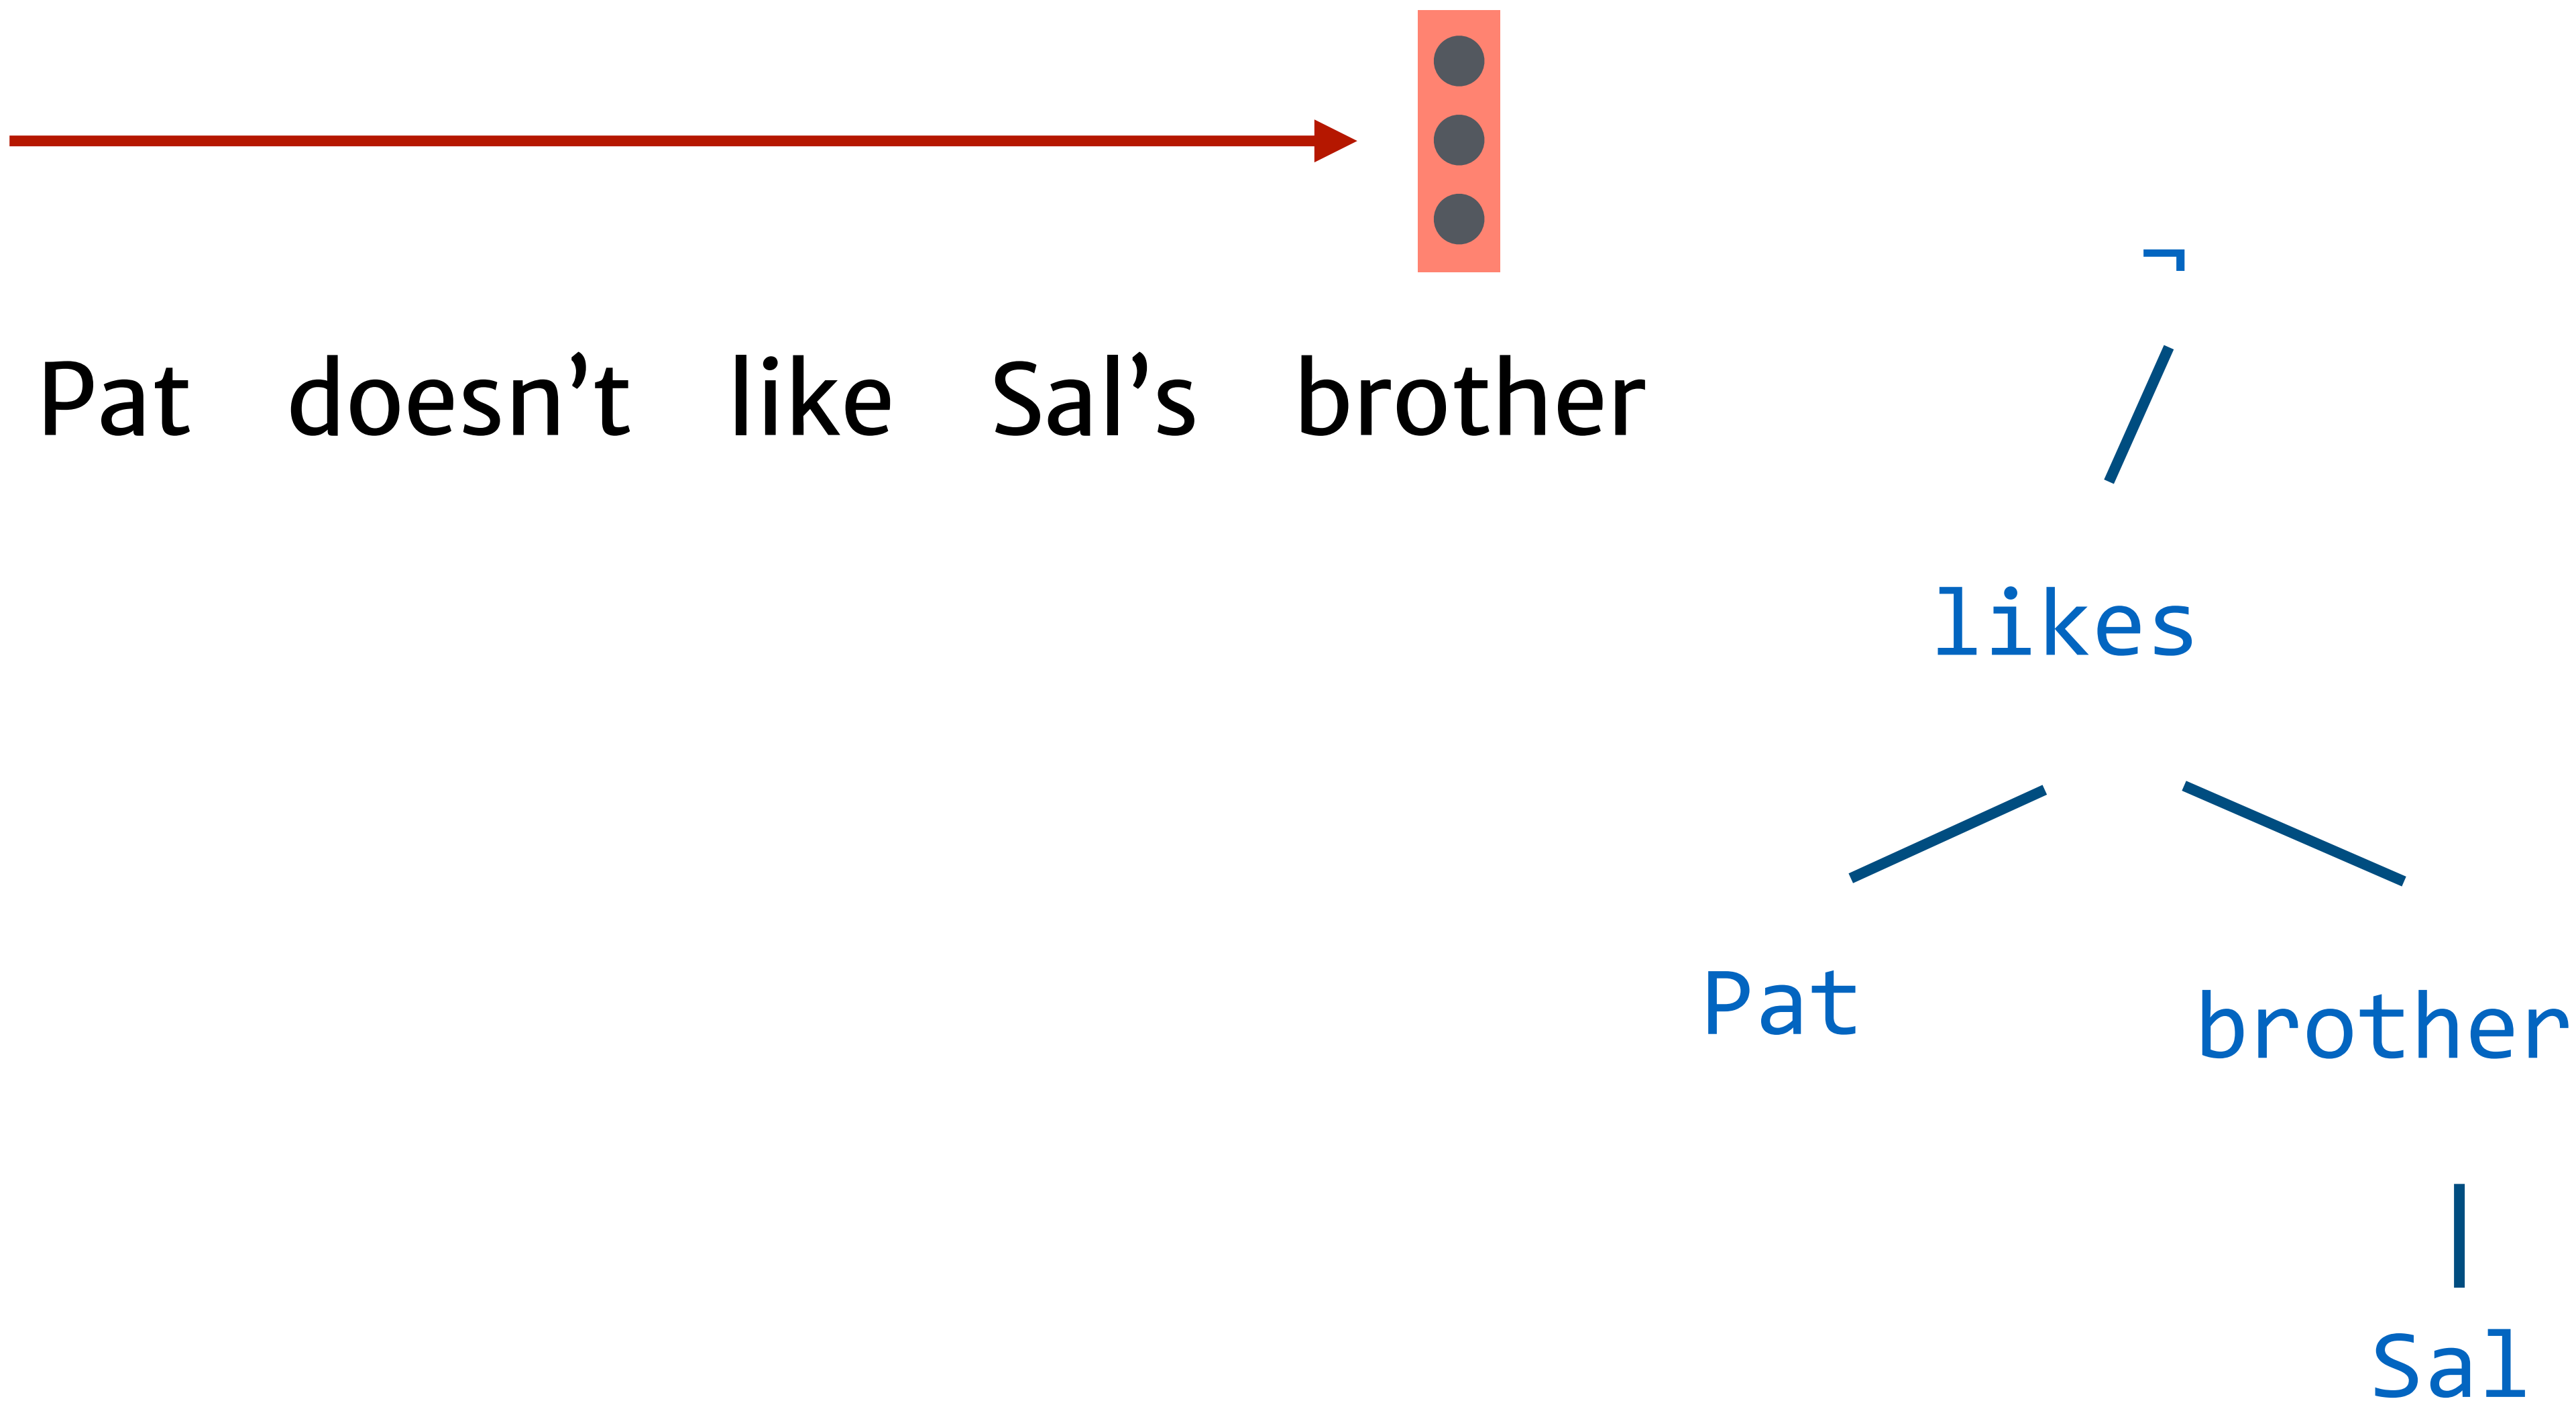 ¬
Pat doesn’t like Sal’s brother
likes
Pat
brother
Sal